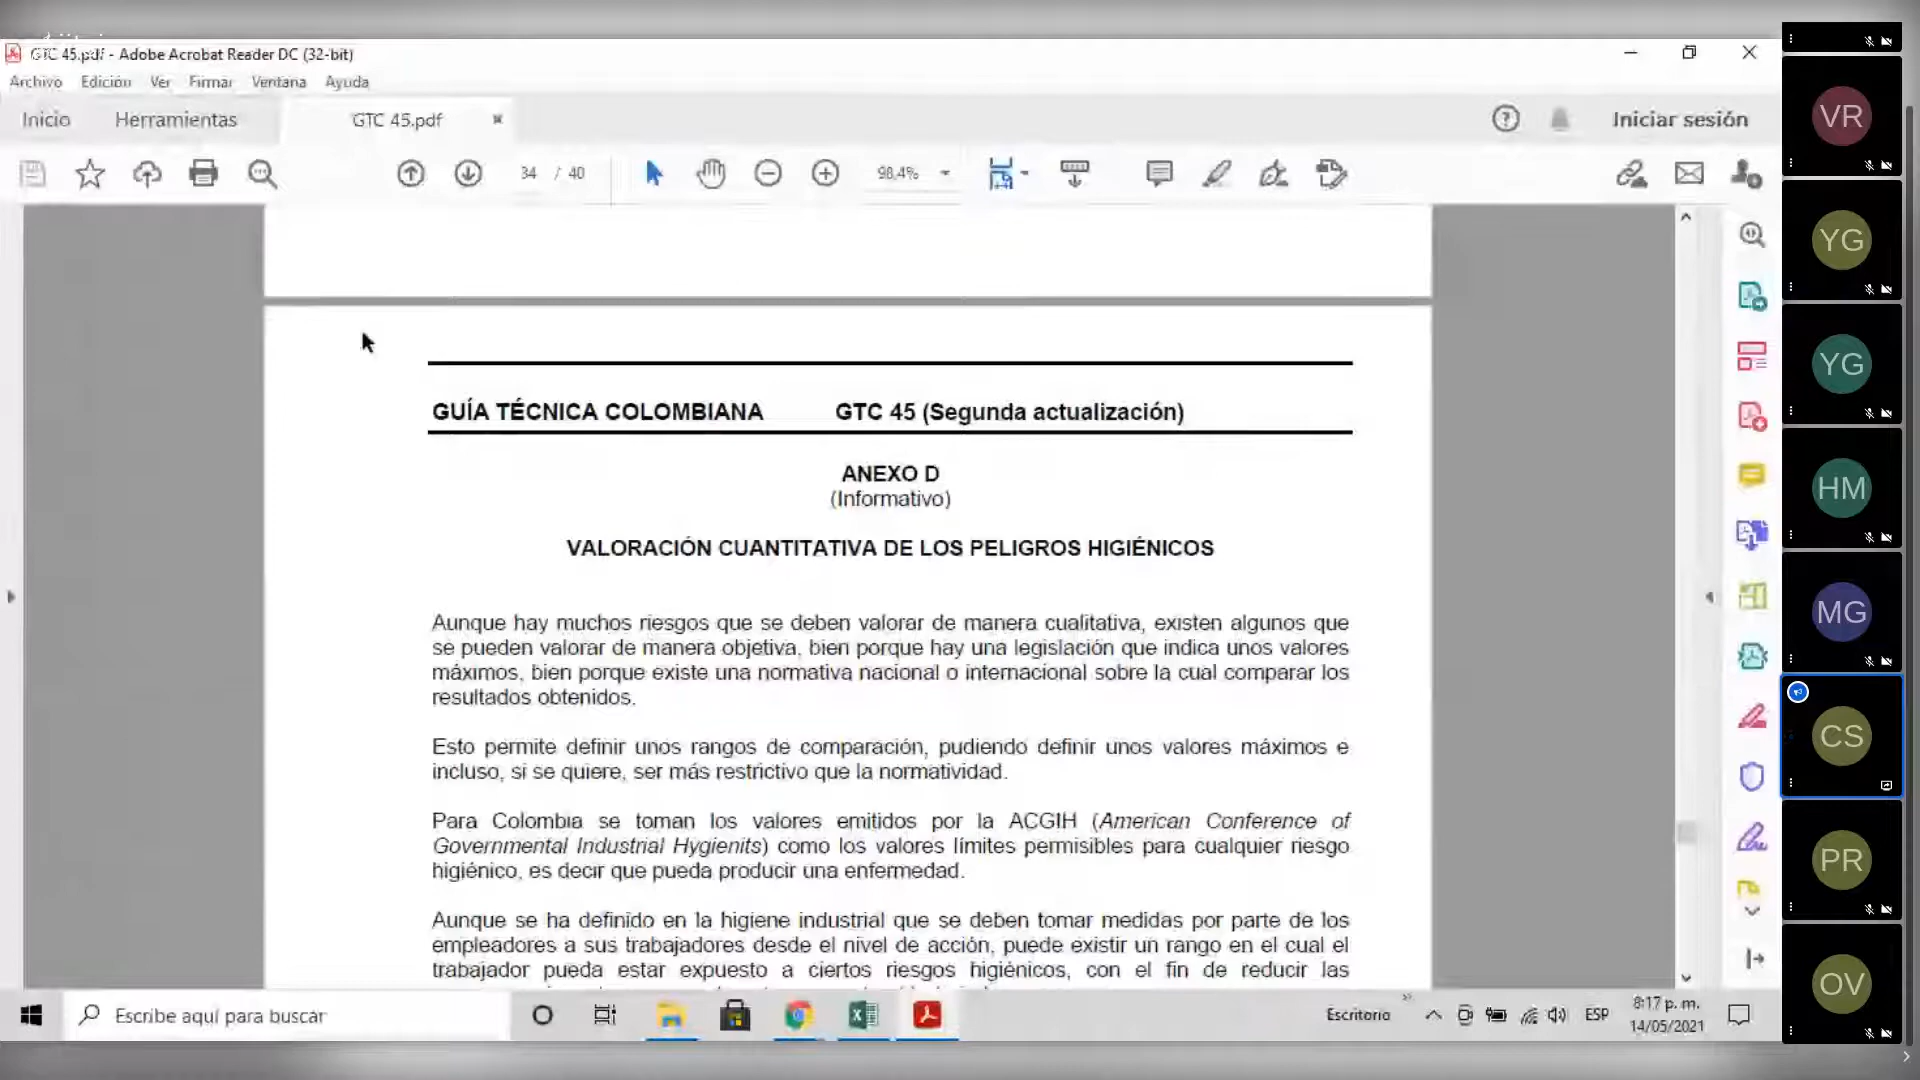 GTC 45.pdf - Adobe Acrobat Reader DC (32-bit)
Archivo Edición Ver Firmar Ventana Ayuda
Inicio Herramientas GTC 45.pdf Iniciar sesión
34 / 40 98,4%
GUÍA TÉCNICA COLOMBIANA GTC 45 (Segunda actualización)
ANEXO D
(Informativo)
VALORACIÓN CUANTITATIVA DE LOS PELIGROS HIGIÉNICOS
Aunque hay muchos riesgos que se deben valorar de manera cualitativa, existen algunos que
se pueden valorar de manera objetiva, bien porque hay una legislación que indica unos valores
máximos, bien porque existe una normativa nacional o internacional sobre la cual comparar los
resultados obtenidos.
Esto permite definir unos rangos de comparación, pudiendo definir unos valores máximos e
incluso, si se quiere, ser más restrictivo que la normatividad.
Para Colombia se toman los valores emitidos por la ACGIH (American Conference of
Governmental Industrial Hygienits) como los valores límites permisibles para cualquier riesgo
higiénico, es decir que pueda producir una enfermedad.
Aunque se ha definido en la higiene industrial que se deben tomar medidas por parte de los
empleadores a sus trabajadores desde el nivel de acción, puede existir un rango en el cual el
trabajador pueda estar expuesto a ciertos riesgos higiénicos, con el fin de reducir las
Escribe aquí para buscar
Escritorio
ESP
8:17 p. m.
14/05/2021
VR
YG
YG
HM
MG
CS
PR
OV